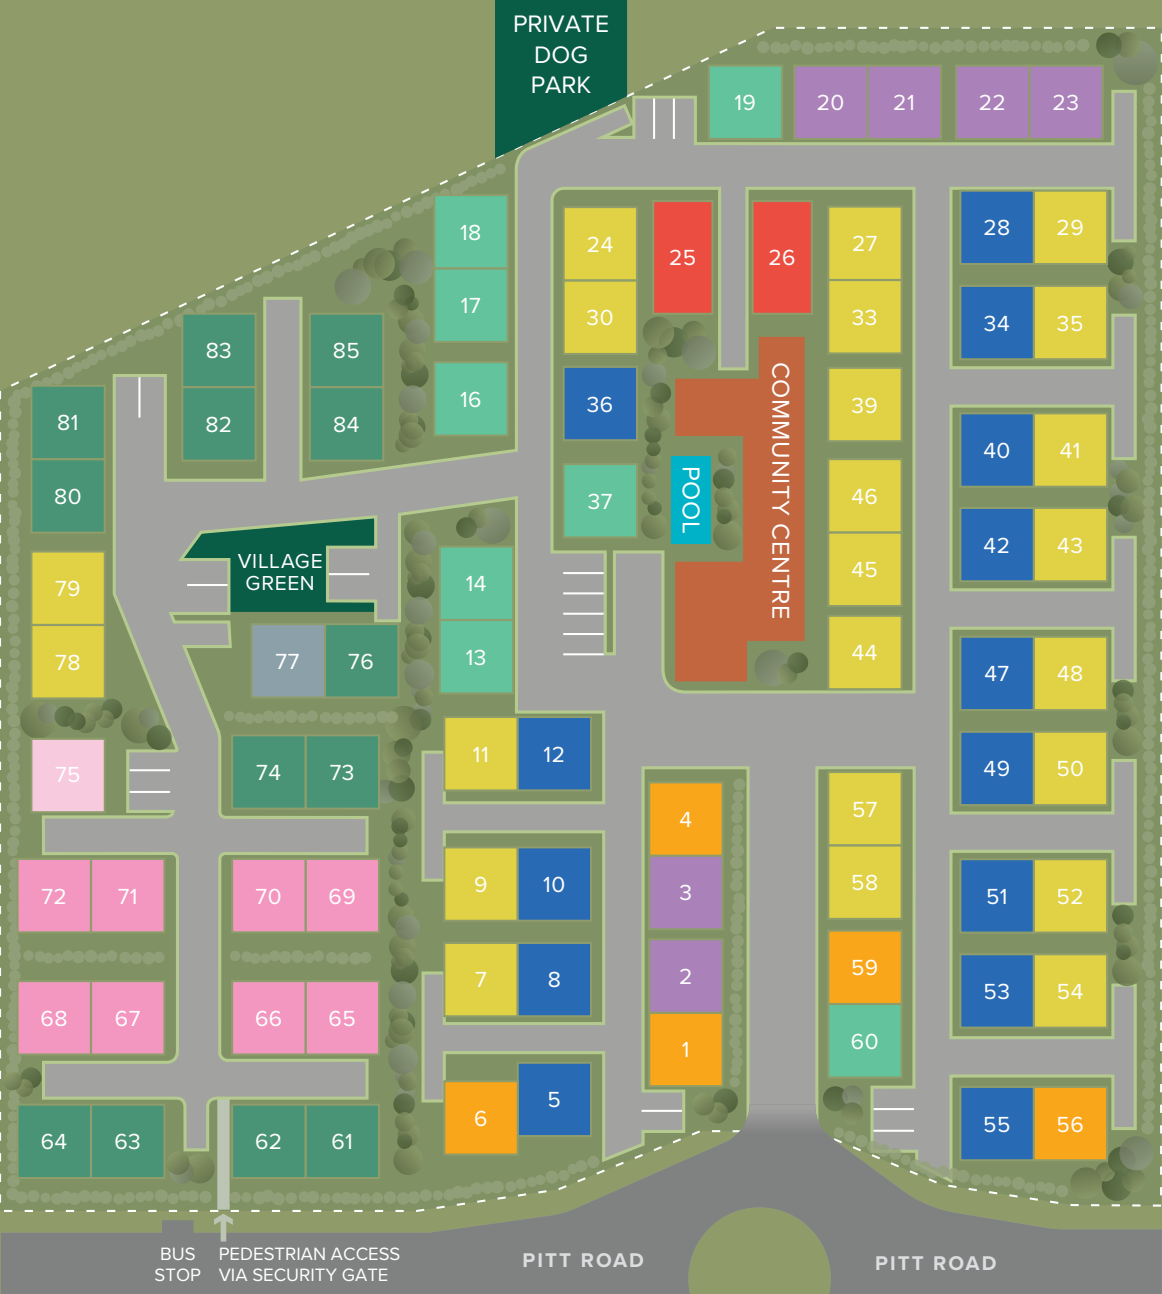 PRIVATE
DOG
PARK
19 20 21 22 23
18 24 25 26 27 28 29
17 30 33 34 35
83 85
16 36 39
81 82 84 40 41
80 37 POOL COMMUNITY CENTRE 46
42 43
79 VILLAGE
GREEN
14 45
78 77 76 13 44 47 48
75 74 73 11 12 49 50
4 57
72 71 70 69 9 10 3 58 51 52
7 8 2 59 53 54
68 67 66 65 1 60
64 63 62 61 6 5 55 56
BUS
STOP
PEDESTRIAN ACCESS
VIA SECURITY GATE
PITT ROAD
PITT ROAD